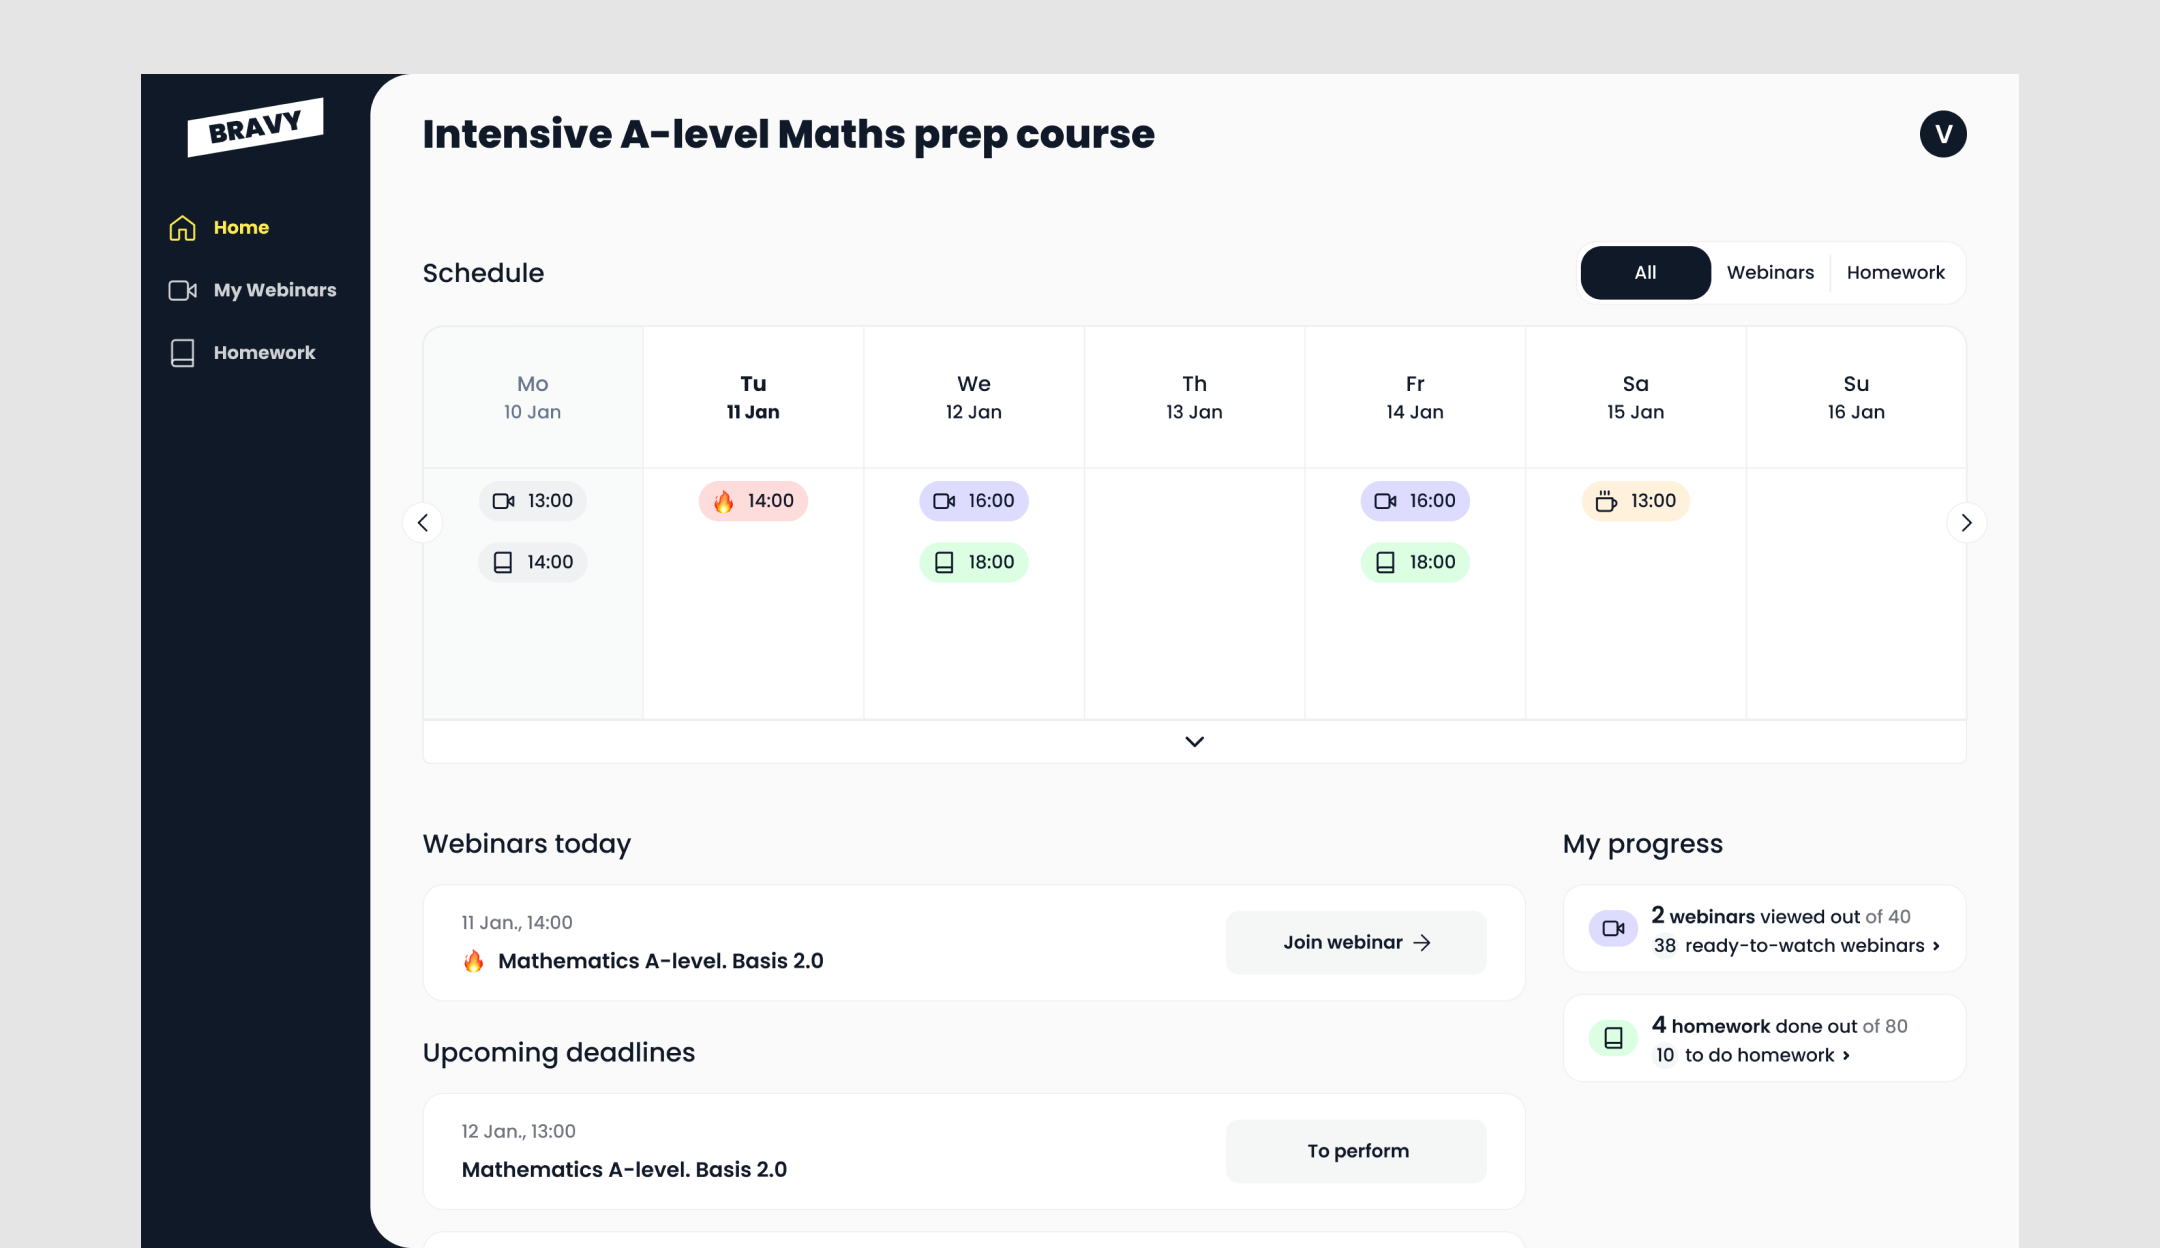 BRAVY
Home
My Webinars
Homework
Intensive A-level Maths prep course
V
Schedule
All
Webinars
Homework
Mo
10 Jan
Tu
11 Jan
We
12 Jan
Th
13 Jan
Fr
14 Jan
Sa
15 Jan
Su
16 Jan
13:00
14:00
14:00
16:00
18:00
16:00
18:00
13:00
Webinars today
11 Jan., 14:00
Mathematics A-level. Basis 2.0
Join webinar
Upcoming deadlines
12 Jan., 13:00
Mathematics A-level. Basis 2.0
To perform
My progress
2 webinars viewed out of 40
38 ready-to-watch webinars
4 homework done out of 80
10 to do homework